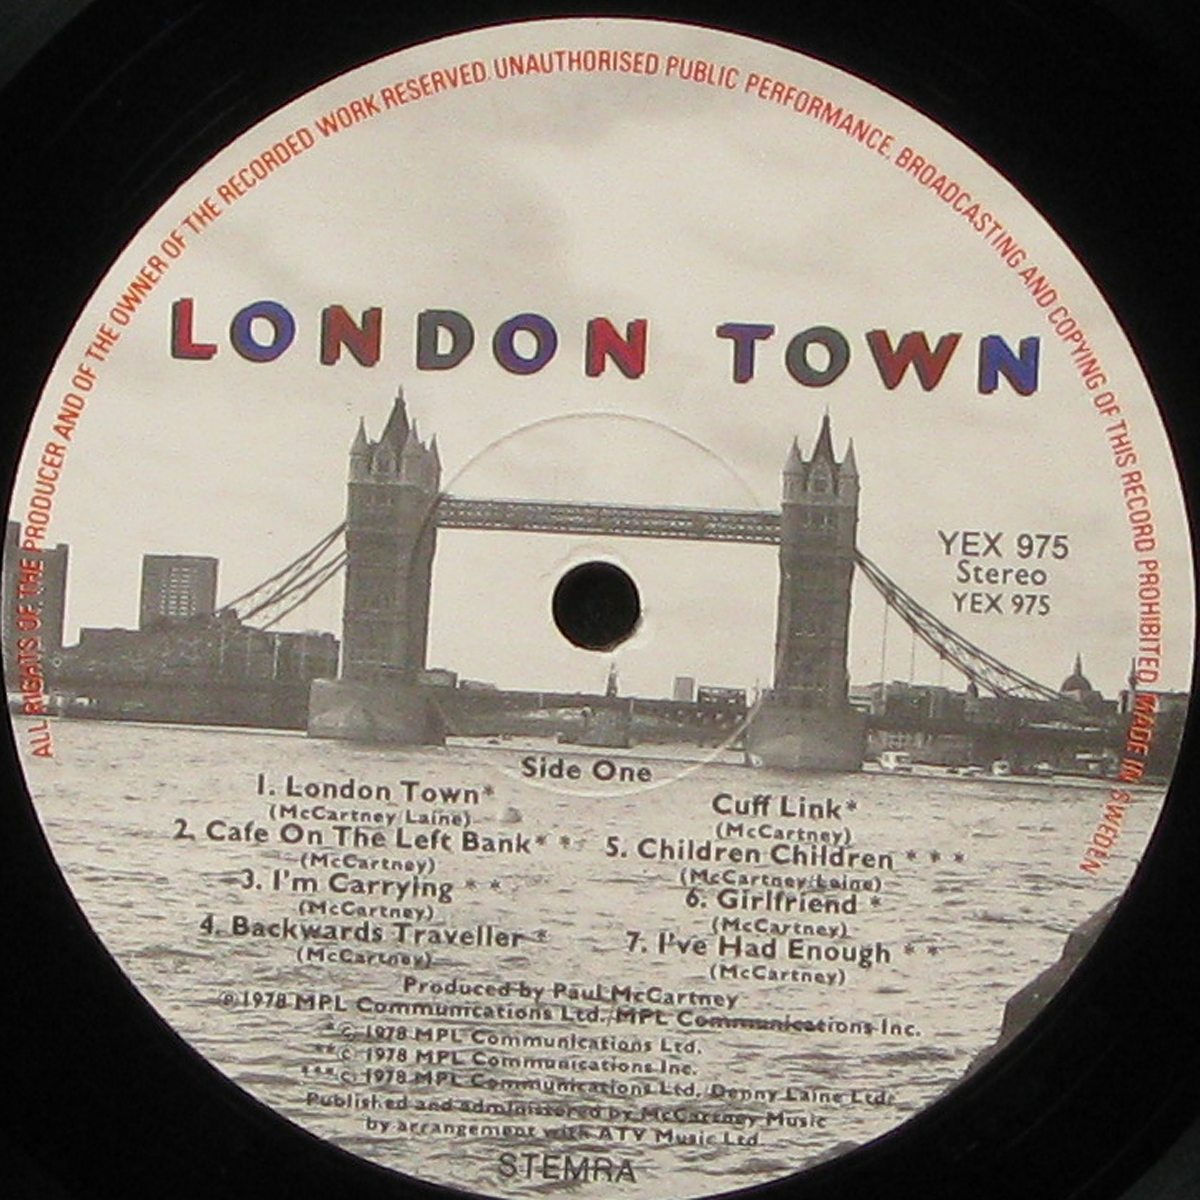 ALL RIGHTS OF THE PRODUCER AND OF THE OWNER OF THE RECORDED WORK RESERVED. UNAUTHORISED PUBLIC PERFORMANCE, BROADCASTING AND COPYING OF THIS RECORD PROHIBITED. MADE IN SWEDEN
LONDON TOWN
YEX 975
Stereo
YEX 975
Side One
1. London Town*
(McCartney Laine)
2. Cafe On The Left Bank* *
(McCartney)
3. I'm Carrying * *
(McCartney)
4. Backwards Traveller *
(McCartney)
Cuff Link*
(McCartney)
5. Children Children * * *
(McCartney/Laine)
6. Girlfriend *
(McCartney)
7. I've Had Enough * *
(McCartney)
Produced by Paul McCartney
℗ 1978 MPL Communications Ltd./MPL Communications Inc.
*© 1978 MPL Communications Ltd.
**© 1978 MPL Communications Inc.
***© 1978 MPL Communications Ltd./Denny Laine Ltd.
Published and administered by McCartney Music
by arrangement with ATV Music Ltd
STEMRA